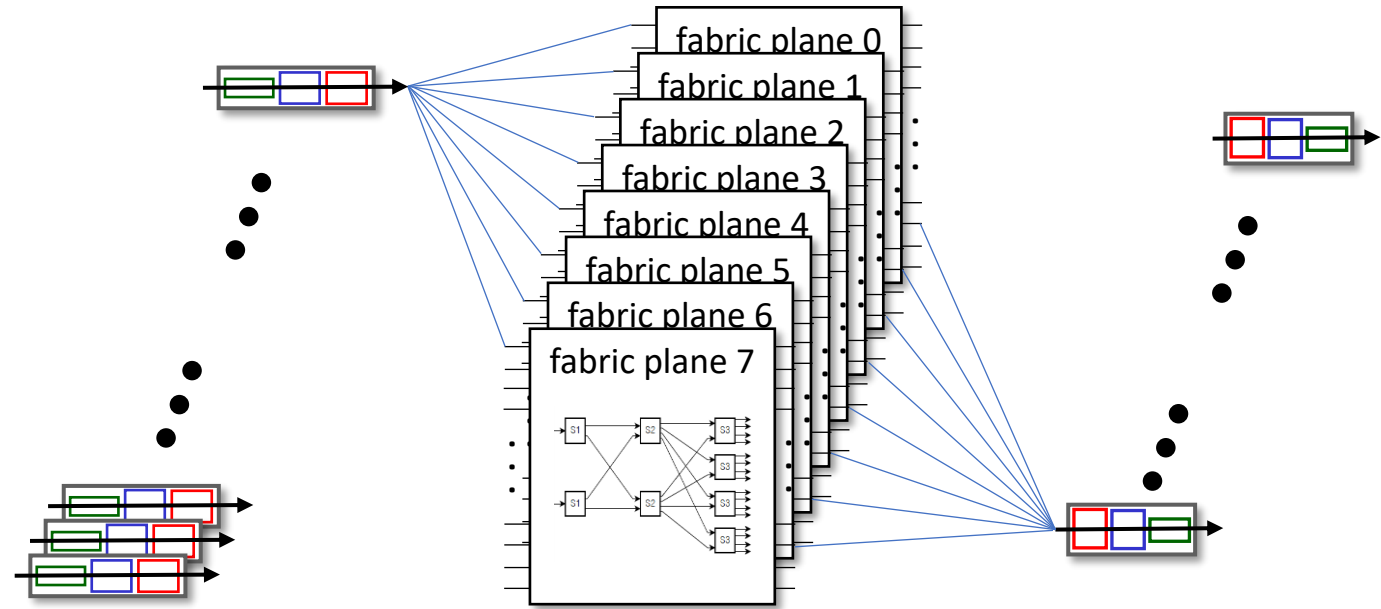 fabric plane 0
fabric plane 1
fabric plane 2
fabric plane 3
fabric plane 4
fabric plane 5
fabric plane 6
fabric plane 7
S1 S2 S3
S3
S1 S2 S3
S3